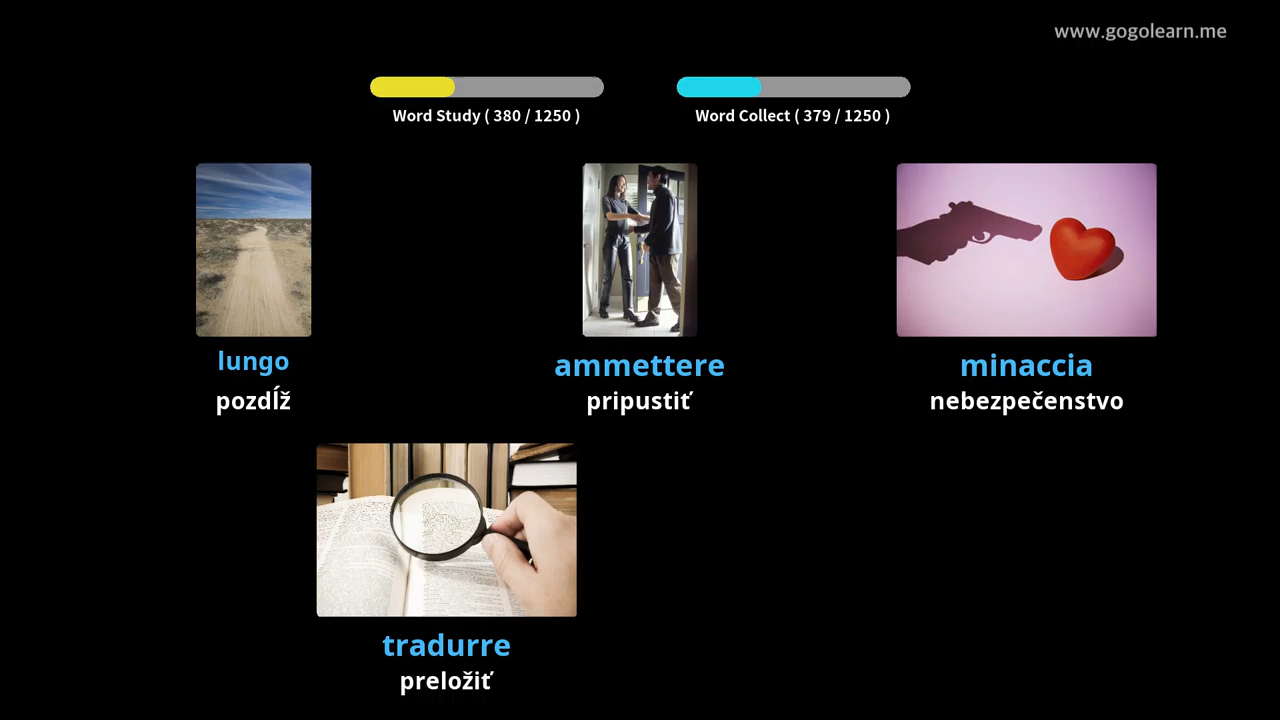 www.gogolearn.me
Word Study ( 380 / 1250 )
Word Collect ( 379 / 1250 )
lungo
ammettere
minaccia
pozdĺž
pripustiť
nebezpečenstvo
tradurre
preložiť